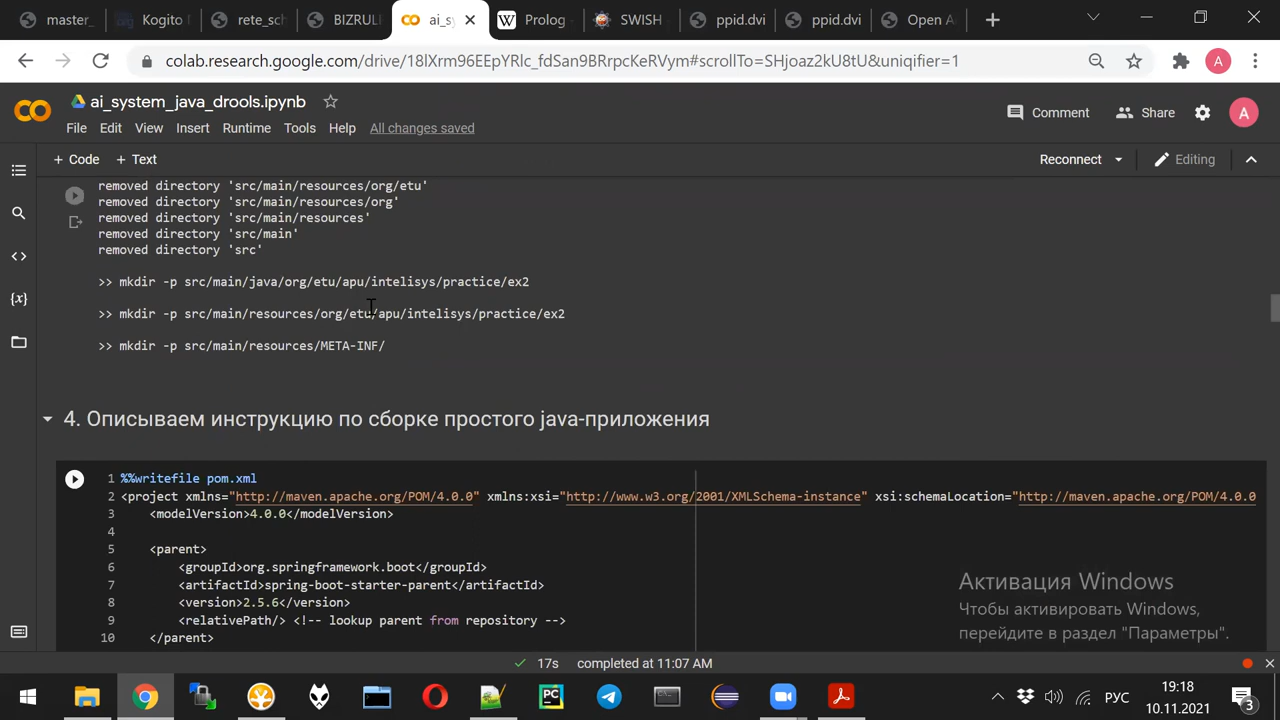 master_
Kogito
rete_sc
BIZRULI
ai_sy
Prolog
SWISH
ppid.dvi
ppid.dvi
Open A
colab.research.google.com/drive/18lXrm96EEpYRlc_fdSan9BRrpcKeRVym#scrollTo=SHjoaz2kU8tU&uniqifier=1
A
ai_system_java_drools.ipynb
Comment
Share
A
File Edit View Insert Runtime Tools Help All changes saved
+ Code + Text
Reconnect
Editing
removed directory 'src/main/resources/org/etu'
removed directory 'src/main/resources/org'
removed directory 'src/main/resources'
removed directory 'src/main'
removed directory 'src'
>> mkdir -p src/main/java/org/etu/apu/intelisys/practice/ex2
>> mkdir -p src/main/resources/org/etu/apu/intelisys/practice/ex2
>> mkdir -p src/main/resources/META-INF/
4. Описываем инструкцию по сборке простого java-приложения
1 %%writefile pom.xml
2 <project xmlns="http://maven.apache.org/POM/4.0.0" xmlns:xsi="http://www.w3.org/2001/XMLSchema-instance" xsi:schemaLocation="http://maven.apache.org/POM/4.0.0
3 <modelVersion>4.0.0</modelVersion>
4
5 <parent>
6 <groupId>org.springframework.boot</groupId>
7 <artifactId>spring-boot-starter-parent</artifactId>
8 <version>2.5.6</version>
9 <relativePath/> <!-- lookup parent from repository -->
10 </parent>
Активация Windows
Чтобы активировать Windows,
перейдите в раздел "Параметры".
17s completed at 11:07 AM
РУС
19:18
10.11.2021
3